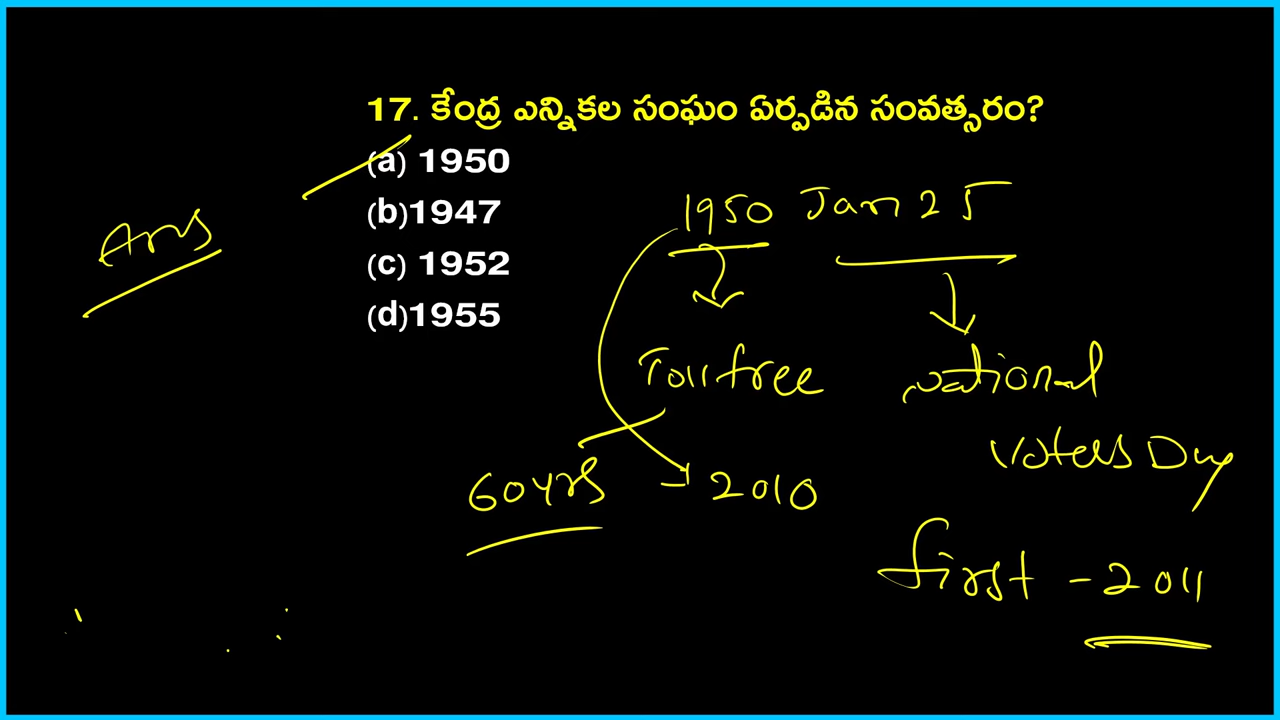 17. కేంద్ర ఎన్నికల సంఘం ఏర్పడిన సంవత్సరం?
(a) 1950
(b)1947
(c) 1952
(d)1955
Ans
1950 Jan 25
Tollfree
national
Voters Day
60yrs
2010
first - 2011